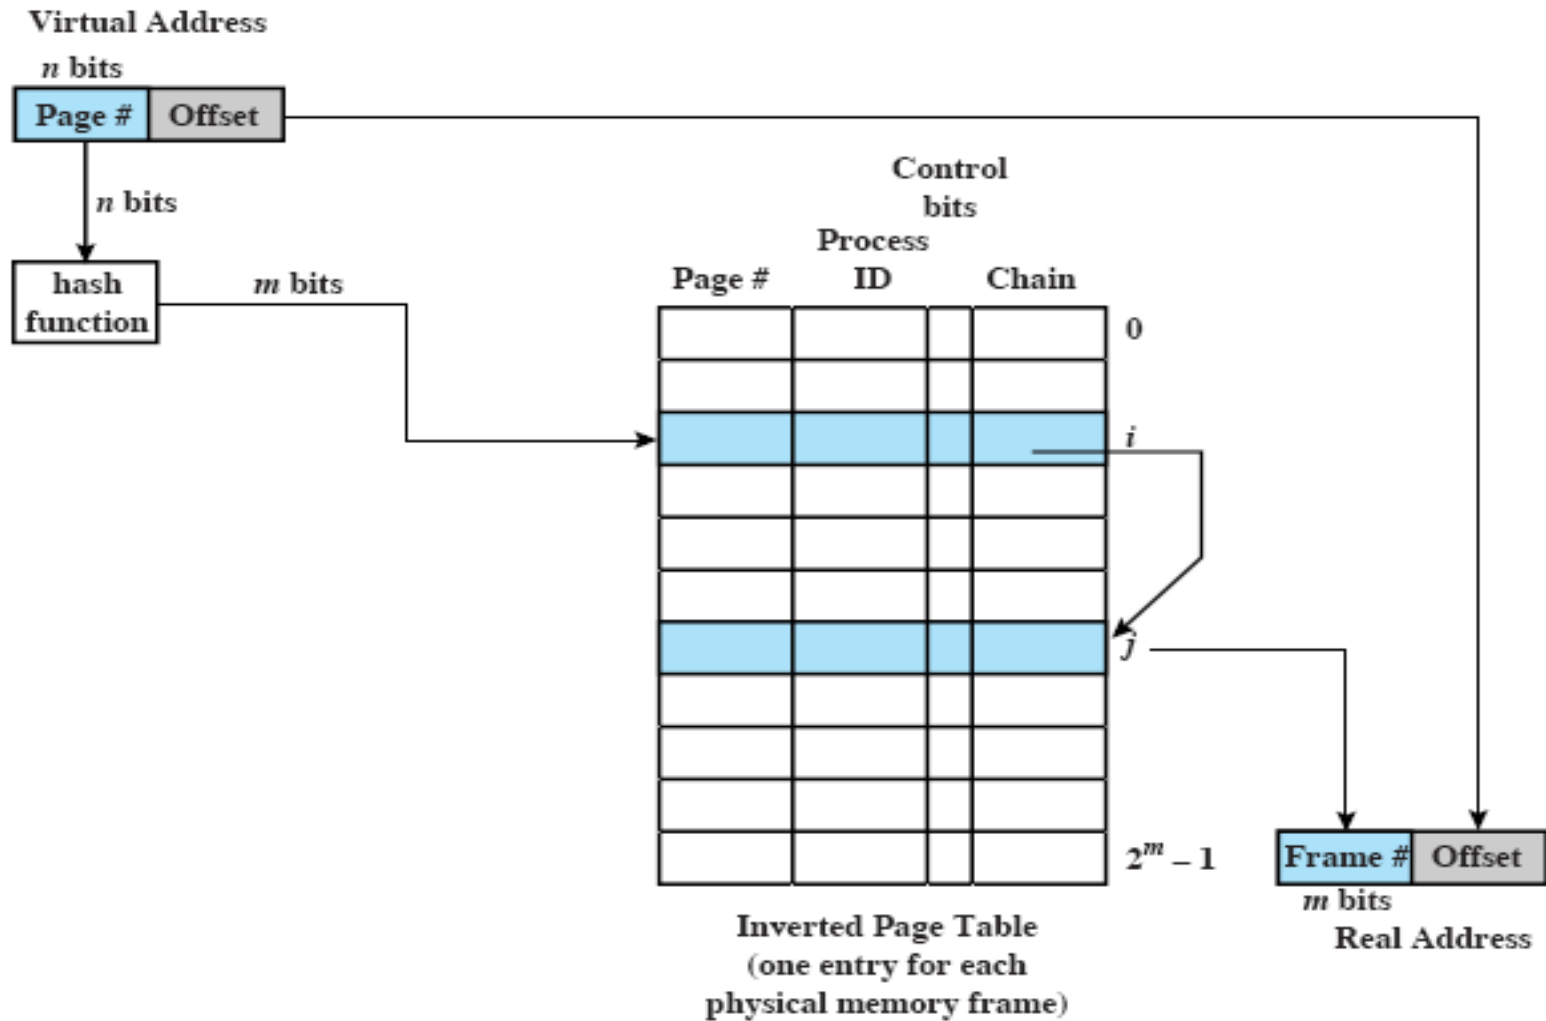 Virtual Address
n bits
Page # Offset
n bits
hash
function
m bits
Control
bits
Process
Page # ID Chain
0
i
j
2^m – 1
Frame # Offset
m bits
Real Address
Inverted Page Table
(one entry for each
physical memory frame)